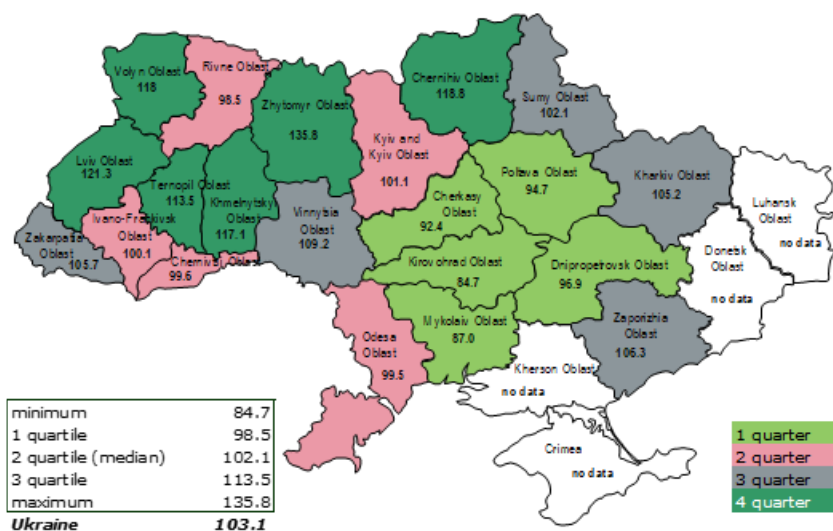 Volyn Oblast
118
Rivne Oblast
98.5
Zhytomyr Oblast
135.8
Kyiv and
Kyiv Oblast
101.1
Chernihiv Oblast
118.8
Sumy Oblast
102.1
Lviv Oblast
121.3
Ternopil Oblast
113.5
Khmelnytskyi
Oblast
117.1
Vinnytsia
Oblast
109.2
Cherkasy
Oblast
92.4
Poltava Oblast
94.7
Kharkiv Oblast
105.2
Luhansk
Oblast
no data
Zakarpattia
Oblast
105.7
Ivano-Frankivsk
Oblast
100.1
Chernivtsi Oblast
99.6
Kirovohrad Oblast
84.7
Dnipropetrovsk Oblast
96.9
Donetsk
Oblast
no data
Odesa
Oblast
99.5
Mykolaiv Oblast
87.0
Zaporizhia
Oblast
106.3
Kherson Oblast
no data
Crimea
no data
minimum 84.7
1 quartile 98.5
2 quartile (median) 102.1
3 quartile 113.5
maximum 135.8
Ukraine 103.1
1 quarter
2 quarter
3 quarter
4 quarter